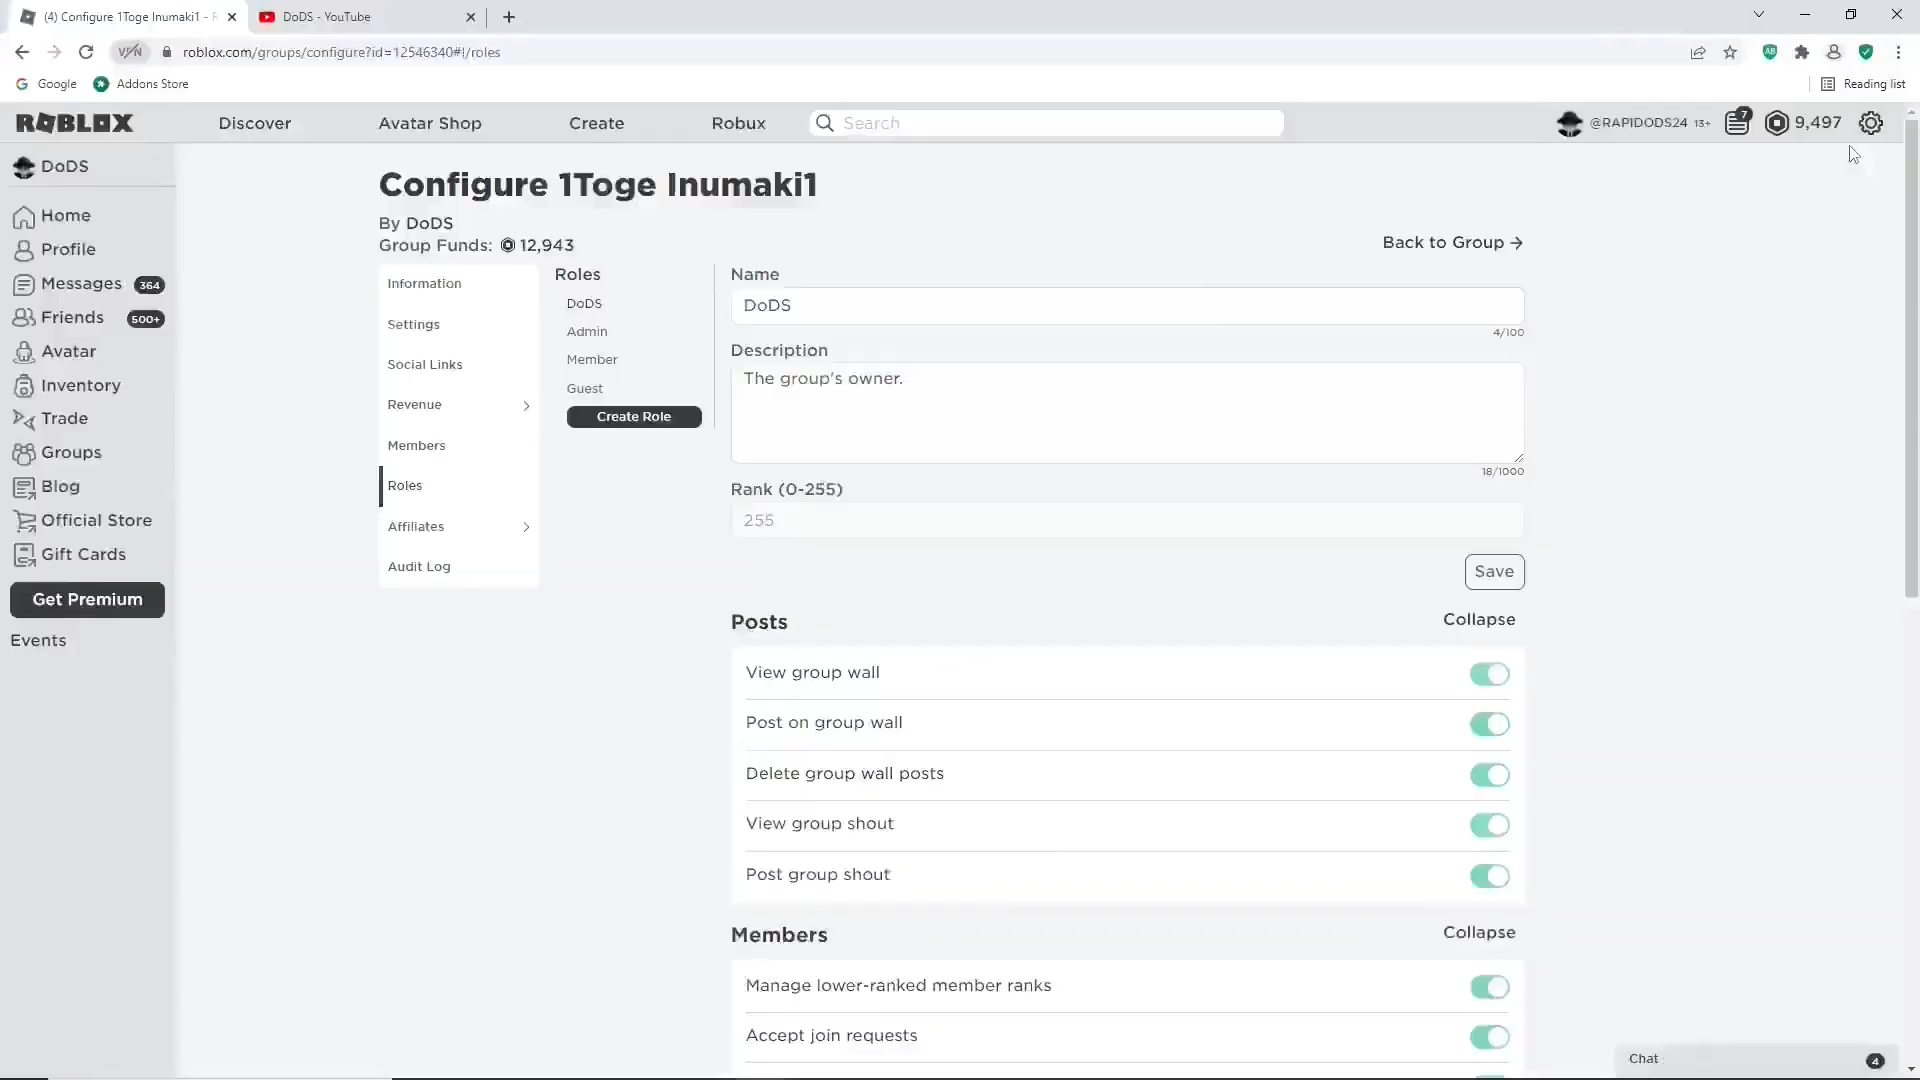 (4) Configure 1Toge Inumaki1 - R
DoDS - YouTube
VPN
roblox.com/groups/configure?id=12546340#!/roles
Google
Addons Store
Reading list
ROBLOX
Discover
Avatar Shop
Create
Robux
Search
@RAPIDODS24 13+
7
9,497
DoDS
Home
Profile
Messages 364
Friends 500+
Avatar
Inventory
Trade
Groups
Blog
Official Store
Gift Cards
Get Premium
Events
Configure 1Toge Inumaki1
By DoDS
Group Funds: 12,943
Back to Group
Information
Settings
Social Links
Revenue
Members
Roles
Affiliates
Audit Log
Roles
DoDS
Admin
Member
Guest
Create Role
Name
DoDS
4/100
Description
The group's owner.
18/1000
Rank (0-255)
255
Save
Posts
Collapse
View group wall
Post on group wall
Delete group wall posts
View group shout
Post group shout
Members
Collapse
Manage lower-ranked member ranks
Accept join requests
Chat
4